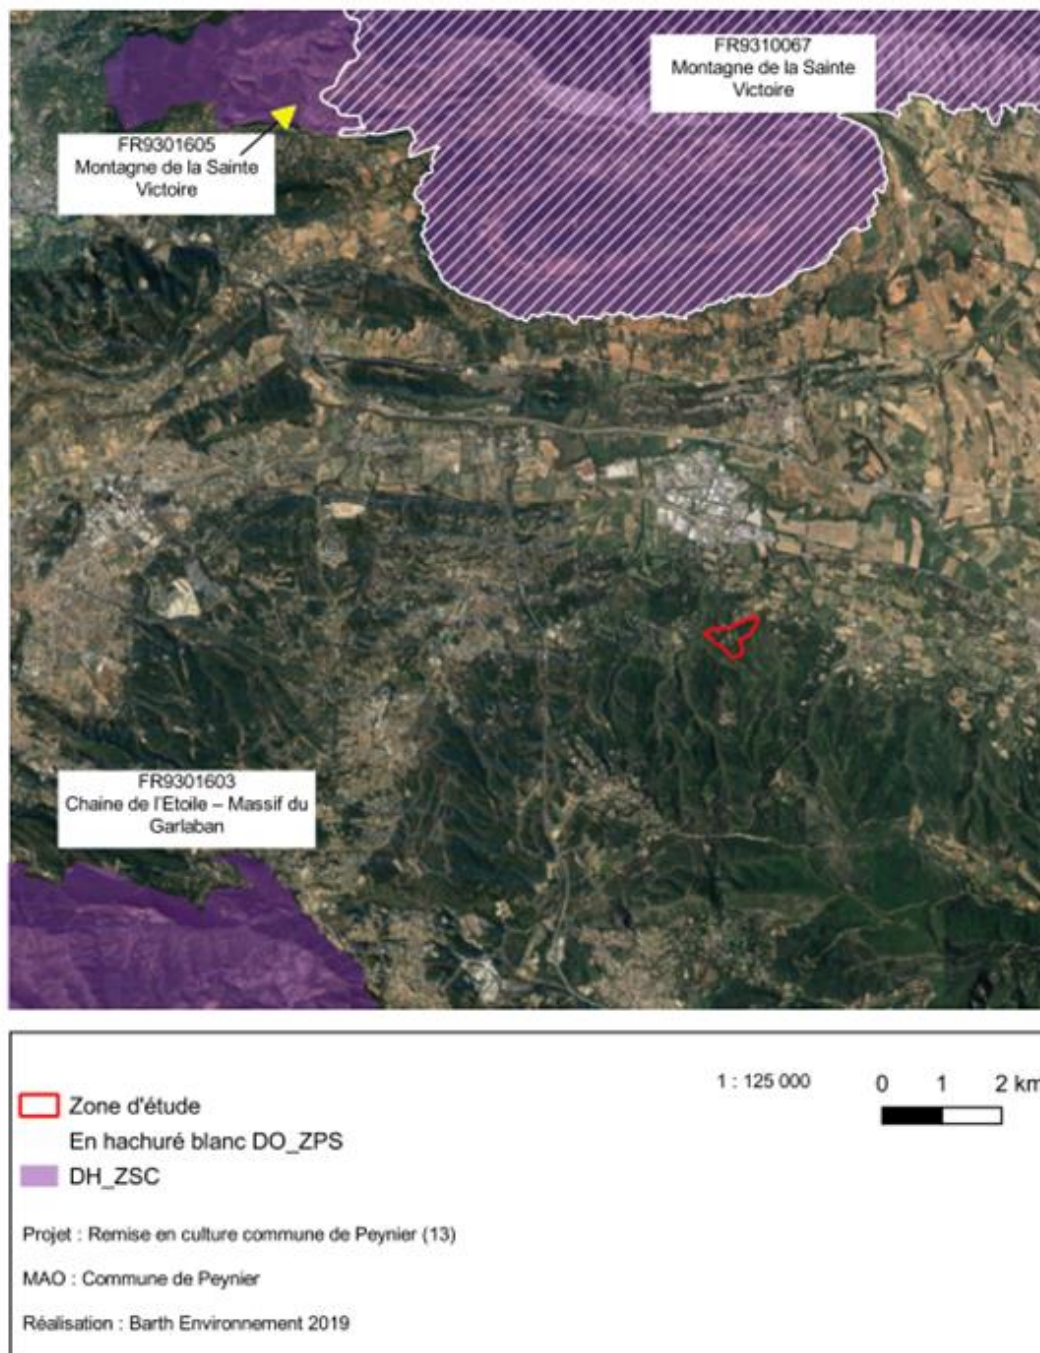 FR9310067
Montagne de la Sainte
Victoire
FR9301605
Montagne de la Sainte
Victoire
FR9301603
Chaine de l'Etoile – Massif du
Garlaban
1 : 125 000
0 1 2 km
Zone d'étude
En hachuré blanc DO_ZPS
DH_ZSC
Projet : Remise en culture commune de Peynier (13)
MAO : Commune de Peynier
Réalisation : Barth Environnement 2019